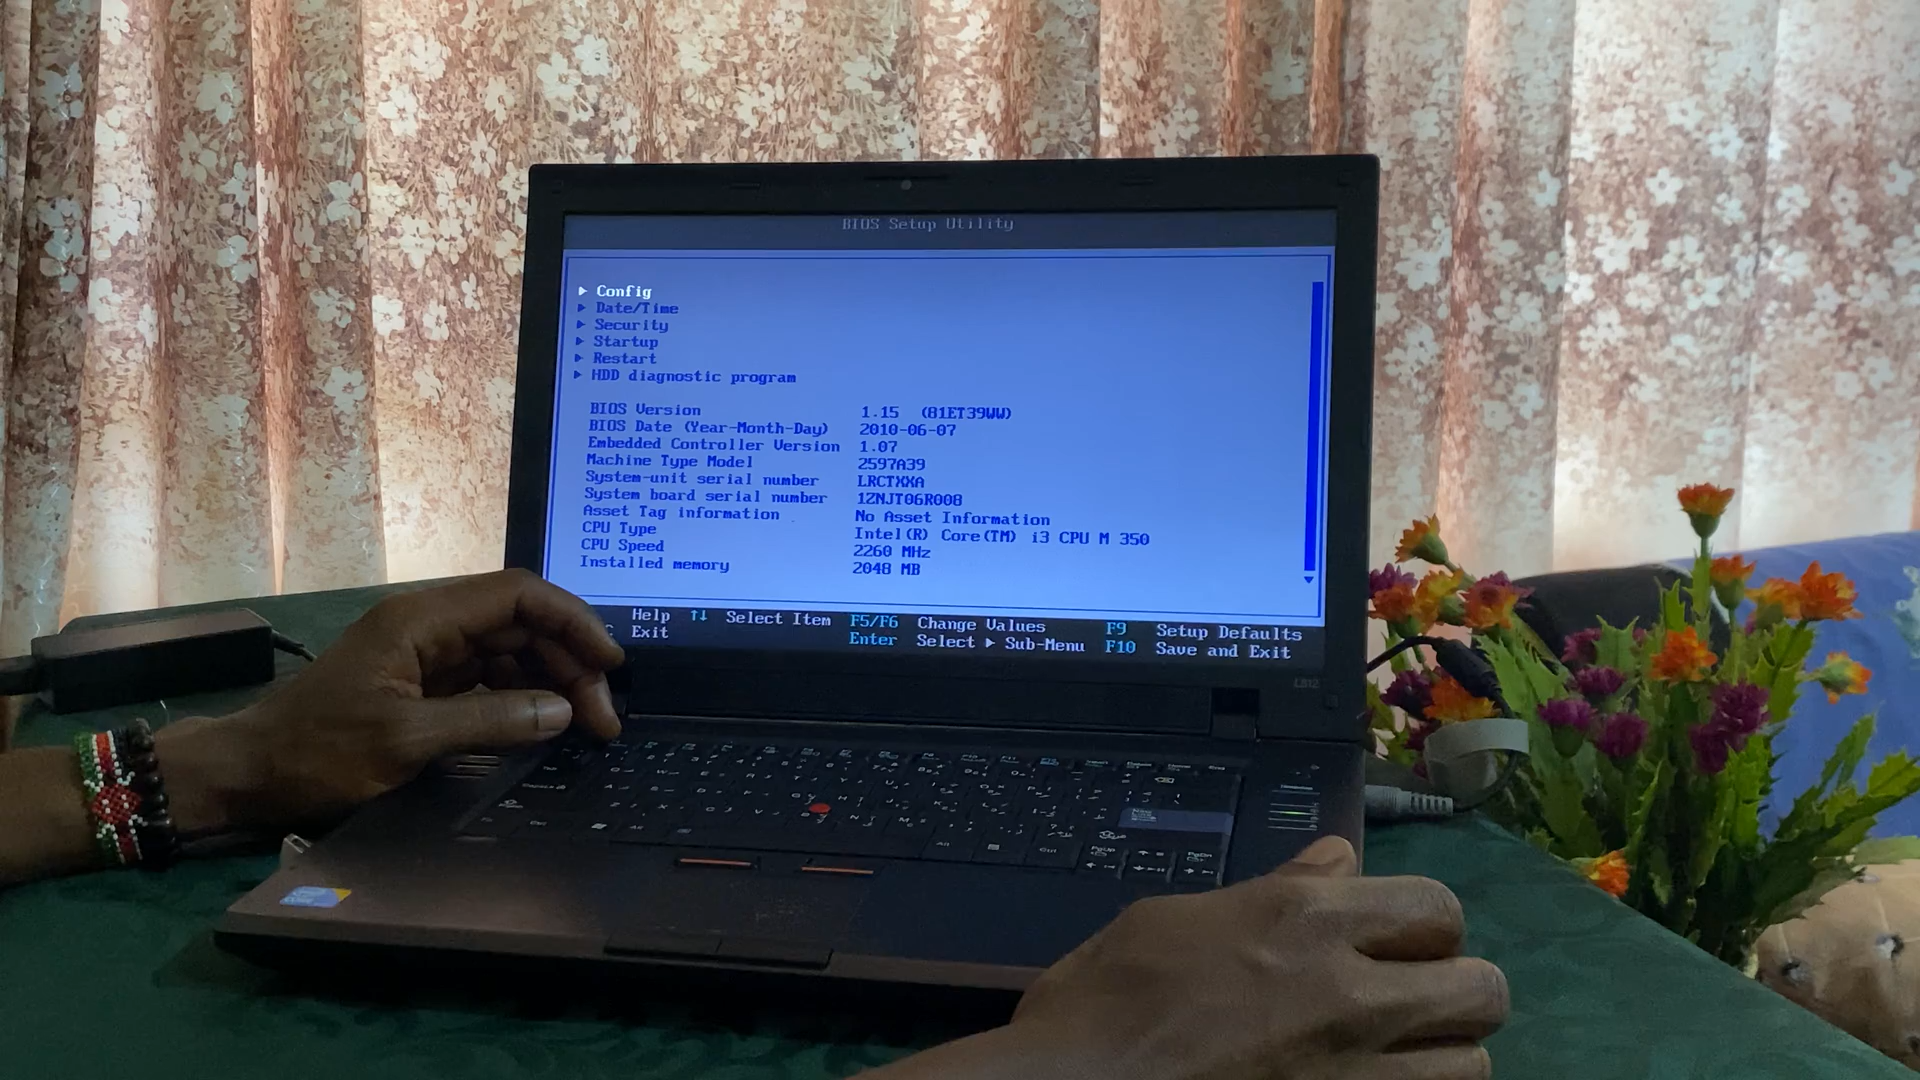 BIOS Setup Utility
Config
Date/Time
Security
Startup
Restart
HDD diagnostic program
BIOS Version 1.15 (81ET39WW)
BIOS Date (Year-Month-Day) 2010-06-07
Embedded Controller Version 1.07
Machine Type Model 2597A39
System-unit serial number LRCTXXA
System board serial number 1ZNJT06R008
Asset Tag information No Asset Information
CPU Type Intel(R) Core(TM) i3 CPU M 350
CPU Speed 2260 MHz
Installed memory 2048 MB
Help ↑↓ Select Item F5/F6 Change Values F9 Setup Defaults
Exit Enter Select ▶ Sub-Menu F10 Save and Exit
L512